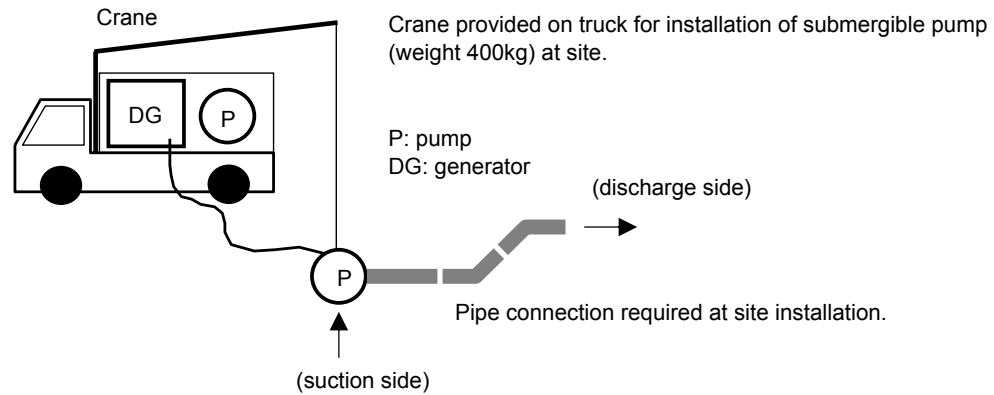 Crane
Crane provided on truck for installation of submergible pump
(weight 400kg) at site.
DG
P
P: pump
DG: generator
(discharge side)
P
Pipe connection required at site installation.
(suction side)